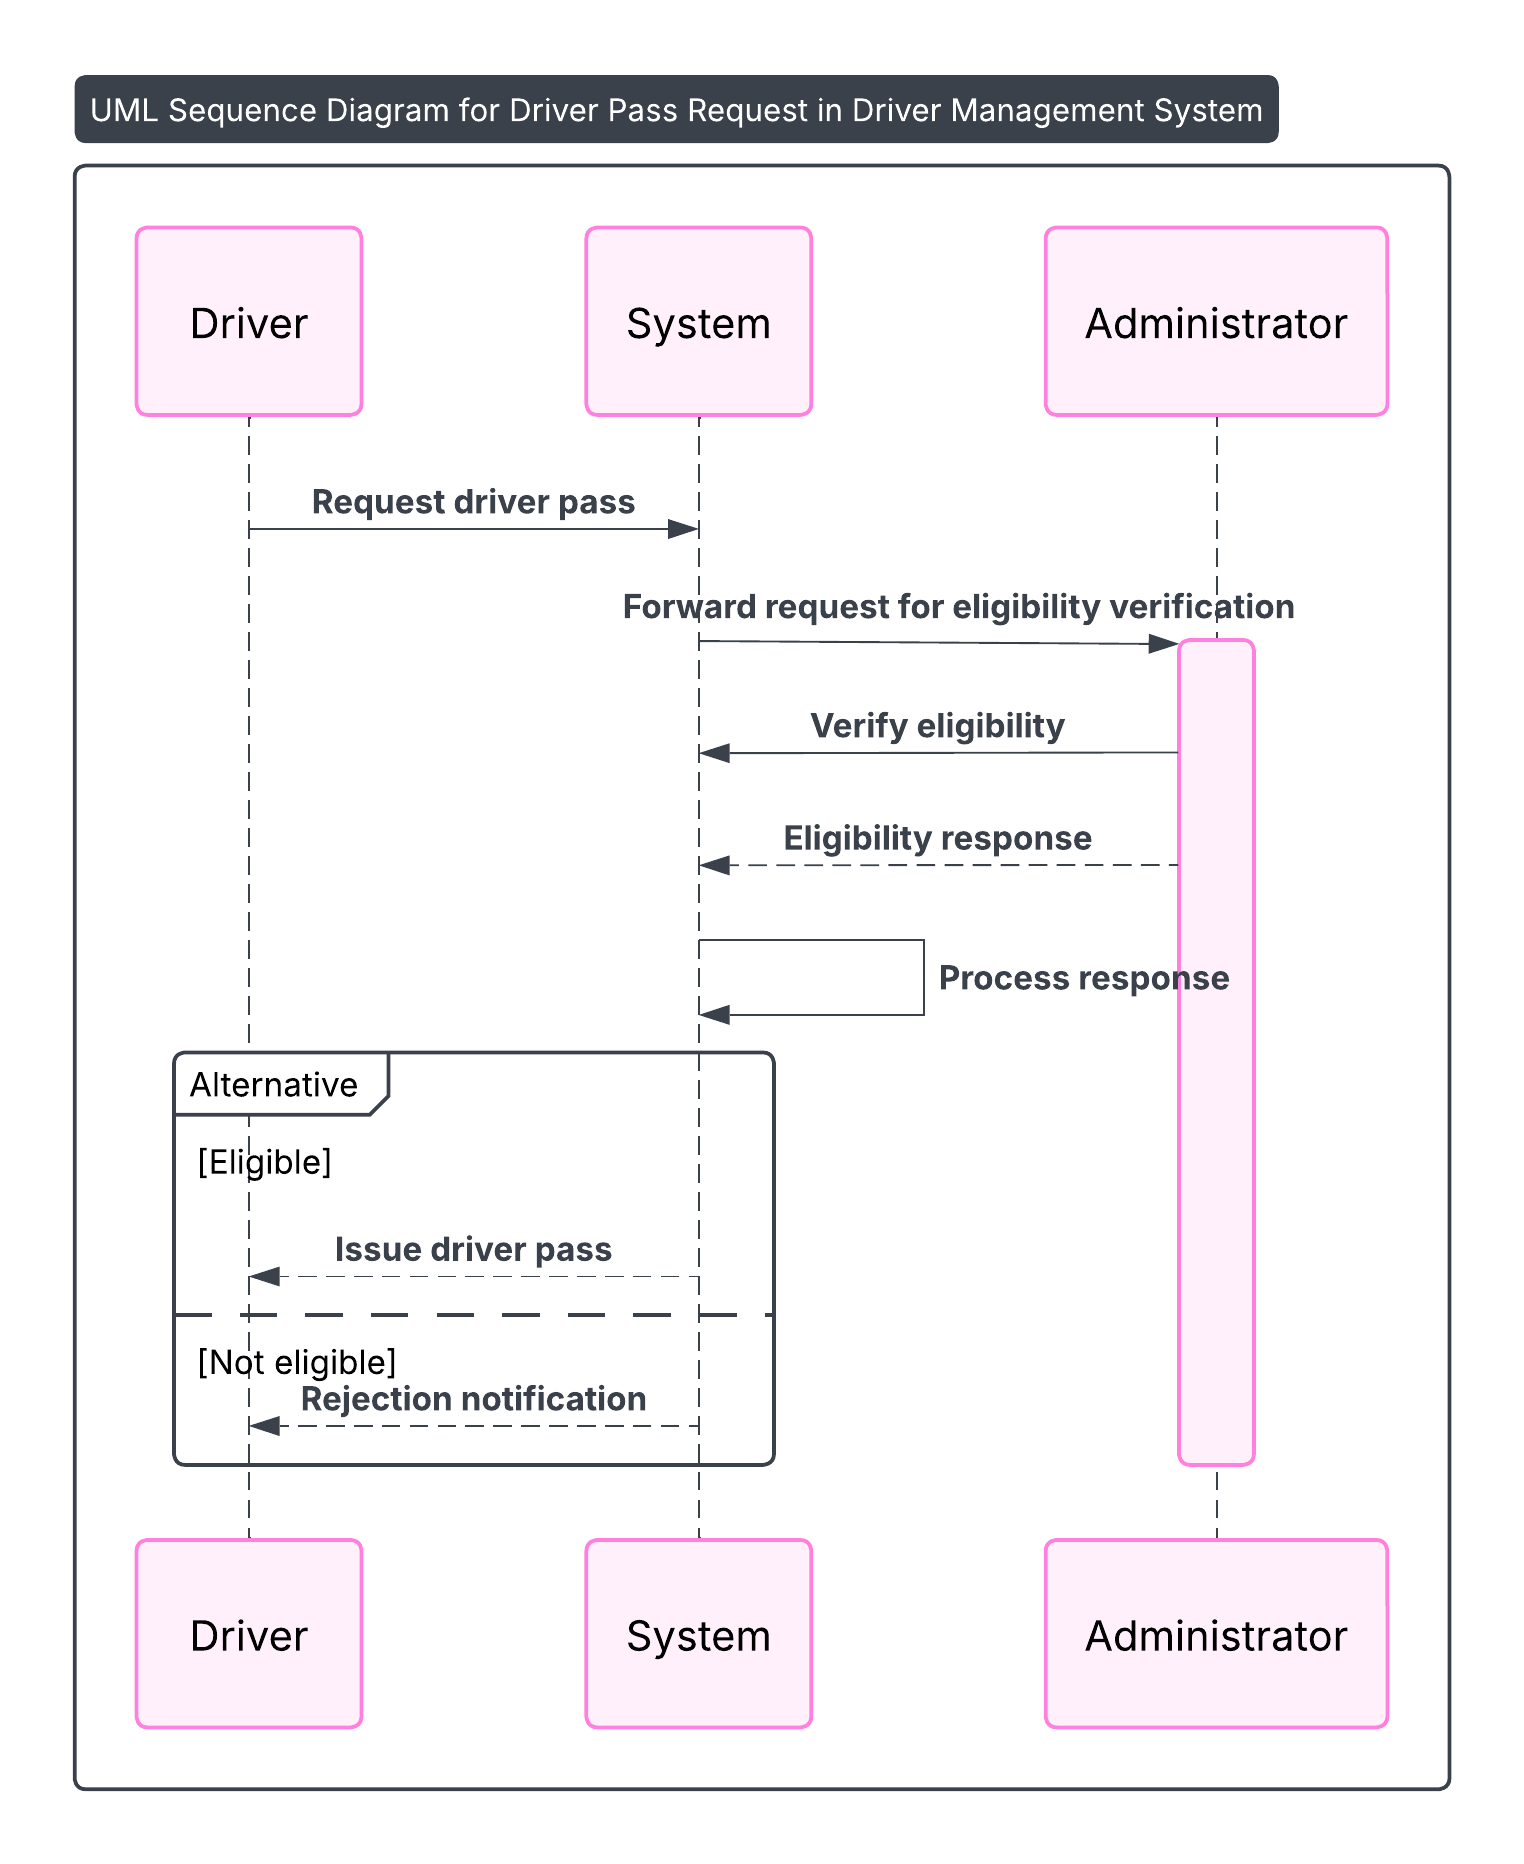 UML Sequence Diagram for Driver Pass Request in Driver Management System
Driver
System
Administrator
Request driver pass
Forward request for eligibility verification
Verify eligibility
Eligibility response
Process response
Alternative
[Eligible]
Issue driver pass
[Not eligible]
Rejection notification
Driver
System
Administrator